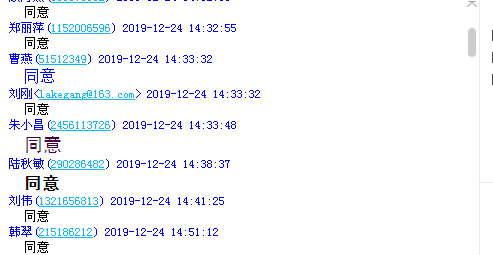 同意
郑丽萍(1152006596) 2019-12-24 14:32:55
同意
曹燕(51512349) 2019-12-24 14:33:32
同意
刘刚<lakegang@163.com> 2019-12-24 14:33:32
同意
朱小昌(2456113726) 2019-12-24 14:33:48
同意
陆秋敏(290286482) 2019-12-24 14:38:37
同意
刘伟(1321656813) 2019-12-24 14:41:25
同意
韩翠(215186212) 2019-12-24 14:51:12
同意